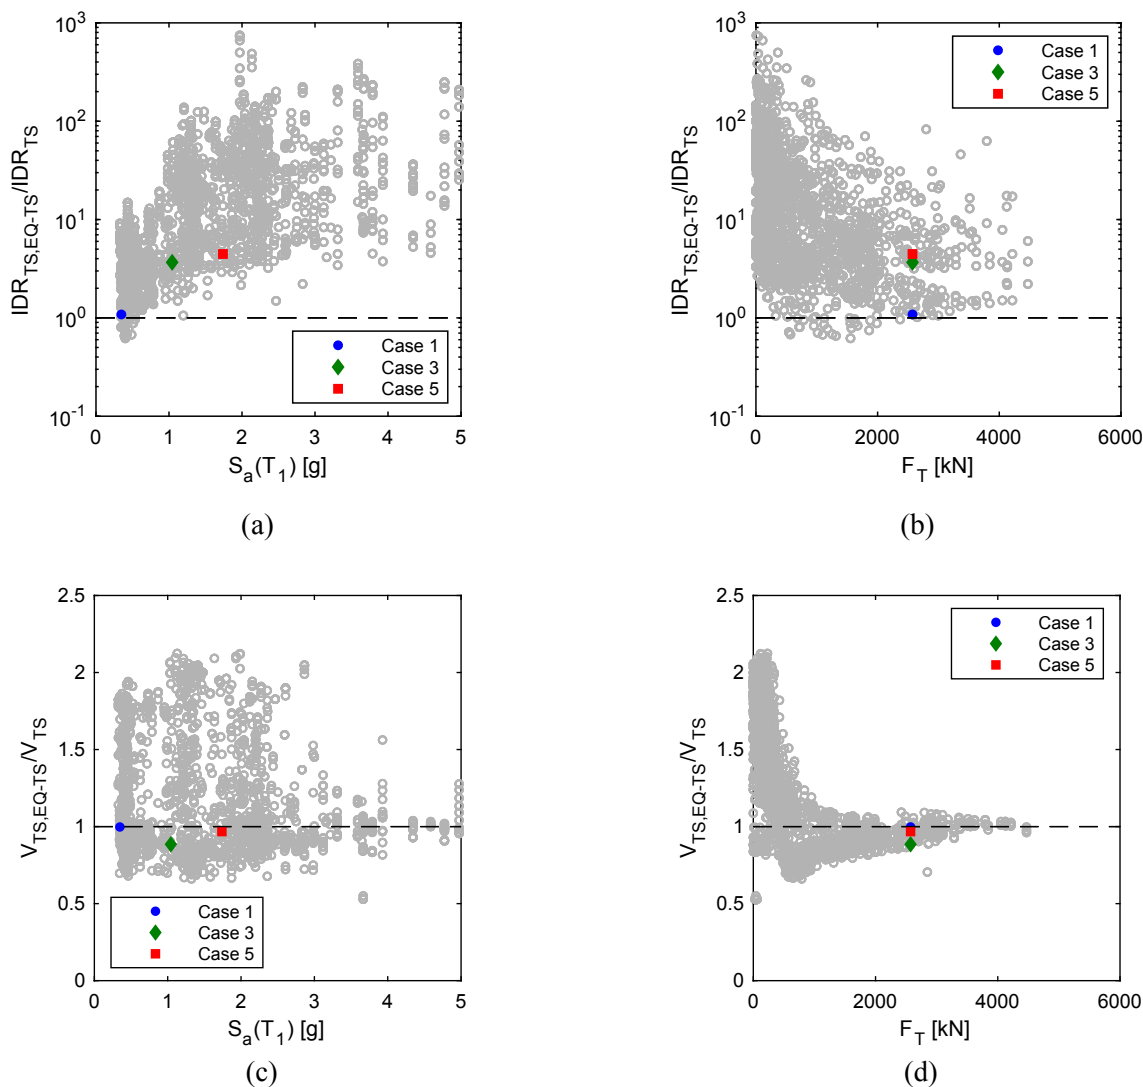 10^3
10^2
10^1
10^0
10^-1
IDR_TS,EQ-TS/IDR_TS
Case 1
Case 3
Case 5
0 1 2 3 4 5
S_a(T_1) [g]
(a)
10^3
10^2
10^1
10^0
10^-1
IDR_TS,EQ-TS/IDR_TS
Case 1
Case 3
Case 5
0 2000 4000 6000
F_T [kN]
(b)
2.5
2
1.5
1
0.5
0
V_TS,EQ-TS/V_TS
Case 1
Case 3
Case 5
0 1 2 3 4 5
S_a(T_1) [g]
(c)
2.5
2
1.5
1
0.5
0
V_TS,EQ-TS/V_TS
Case 1
Case 3
Case 5
0 2000 4000 6000
F_T [kN]
(d)